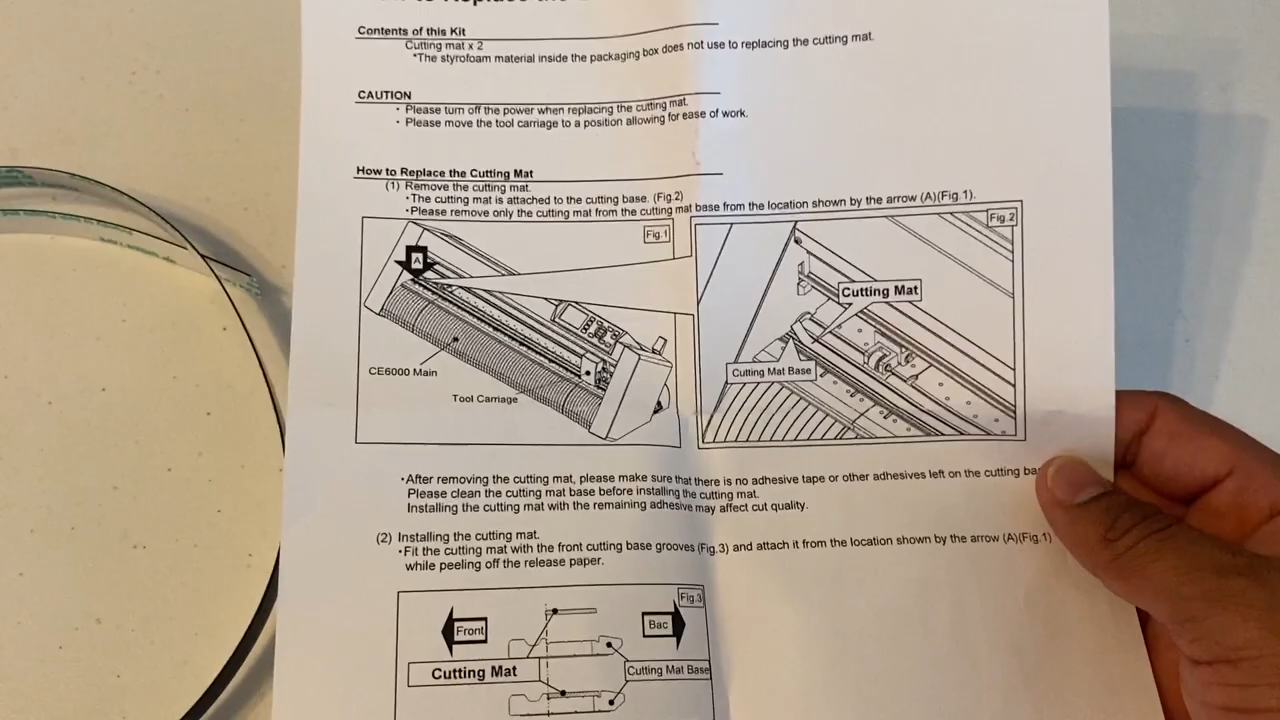 to Replace the
Contents of this Kit
Cutting mat x 2
*The styrofoam material inside the packaging box does not use to replacing the cutting mat.
CAUTION
・Please turn off the power when replacing the cutting mat.
・Please move the tool carriage to a position allowing for ease of work.
How to Replace the Cutting Mat
(1) Remove the cutting mat.
・The cutting mat is attached to the cutting base. (Fig.2)
・Please remove only the cutting mat from the cutting mat base from the location shown by the arrow (A)(Fig.1).
Fig.1
A
CE6000 Main
Tool Carriage
Fig.2
Cutting Mat
Cutting Mat Base
・After removing the cutting mat, please make sure that there is no adhesive tape or other adhesives left on the cutting ba
Please clean the cutting mat base before installing the cutting mat.
Installing the cutting mat with the remaining adhesive may affect cut quality.
(2) Installing the cutting mat.
・Fit the cutting mat with the front cutting base grooves (Fig.3) and attach it from the location shown by the arrow (A)(Fig.1)
while peeling off the release paper.
Fig.3
Front
Bac
Cutting Mat
Cutting Mat Base